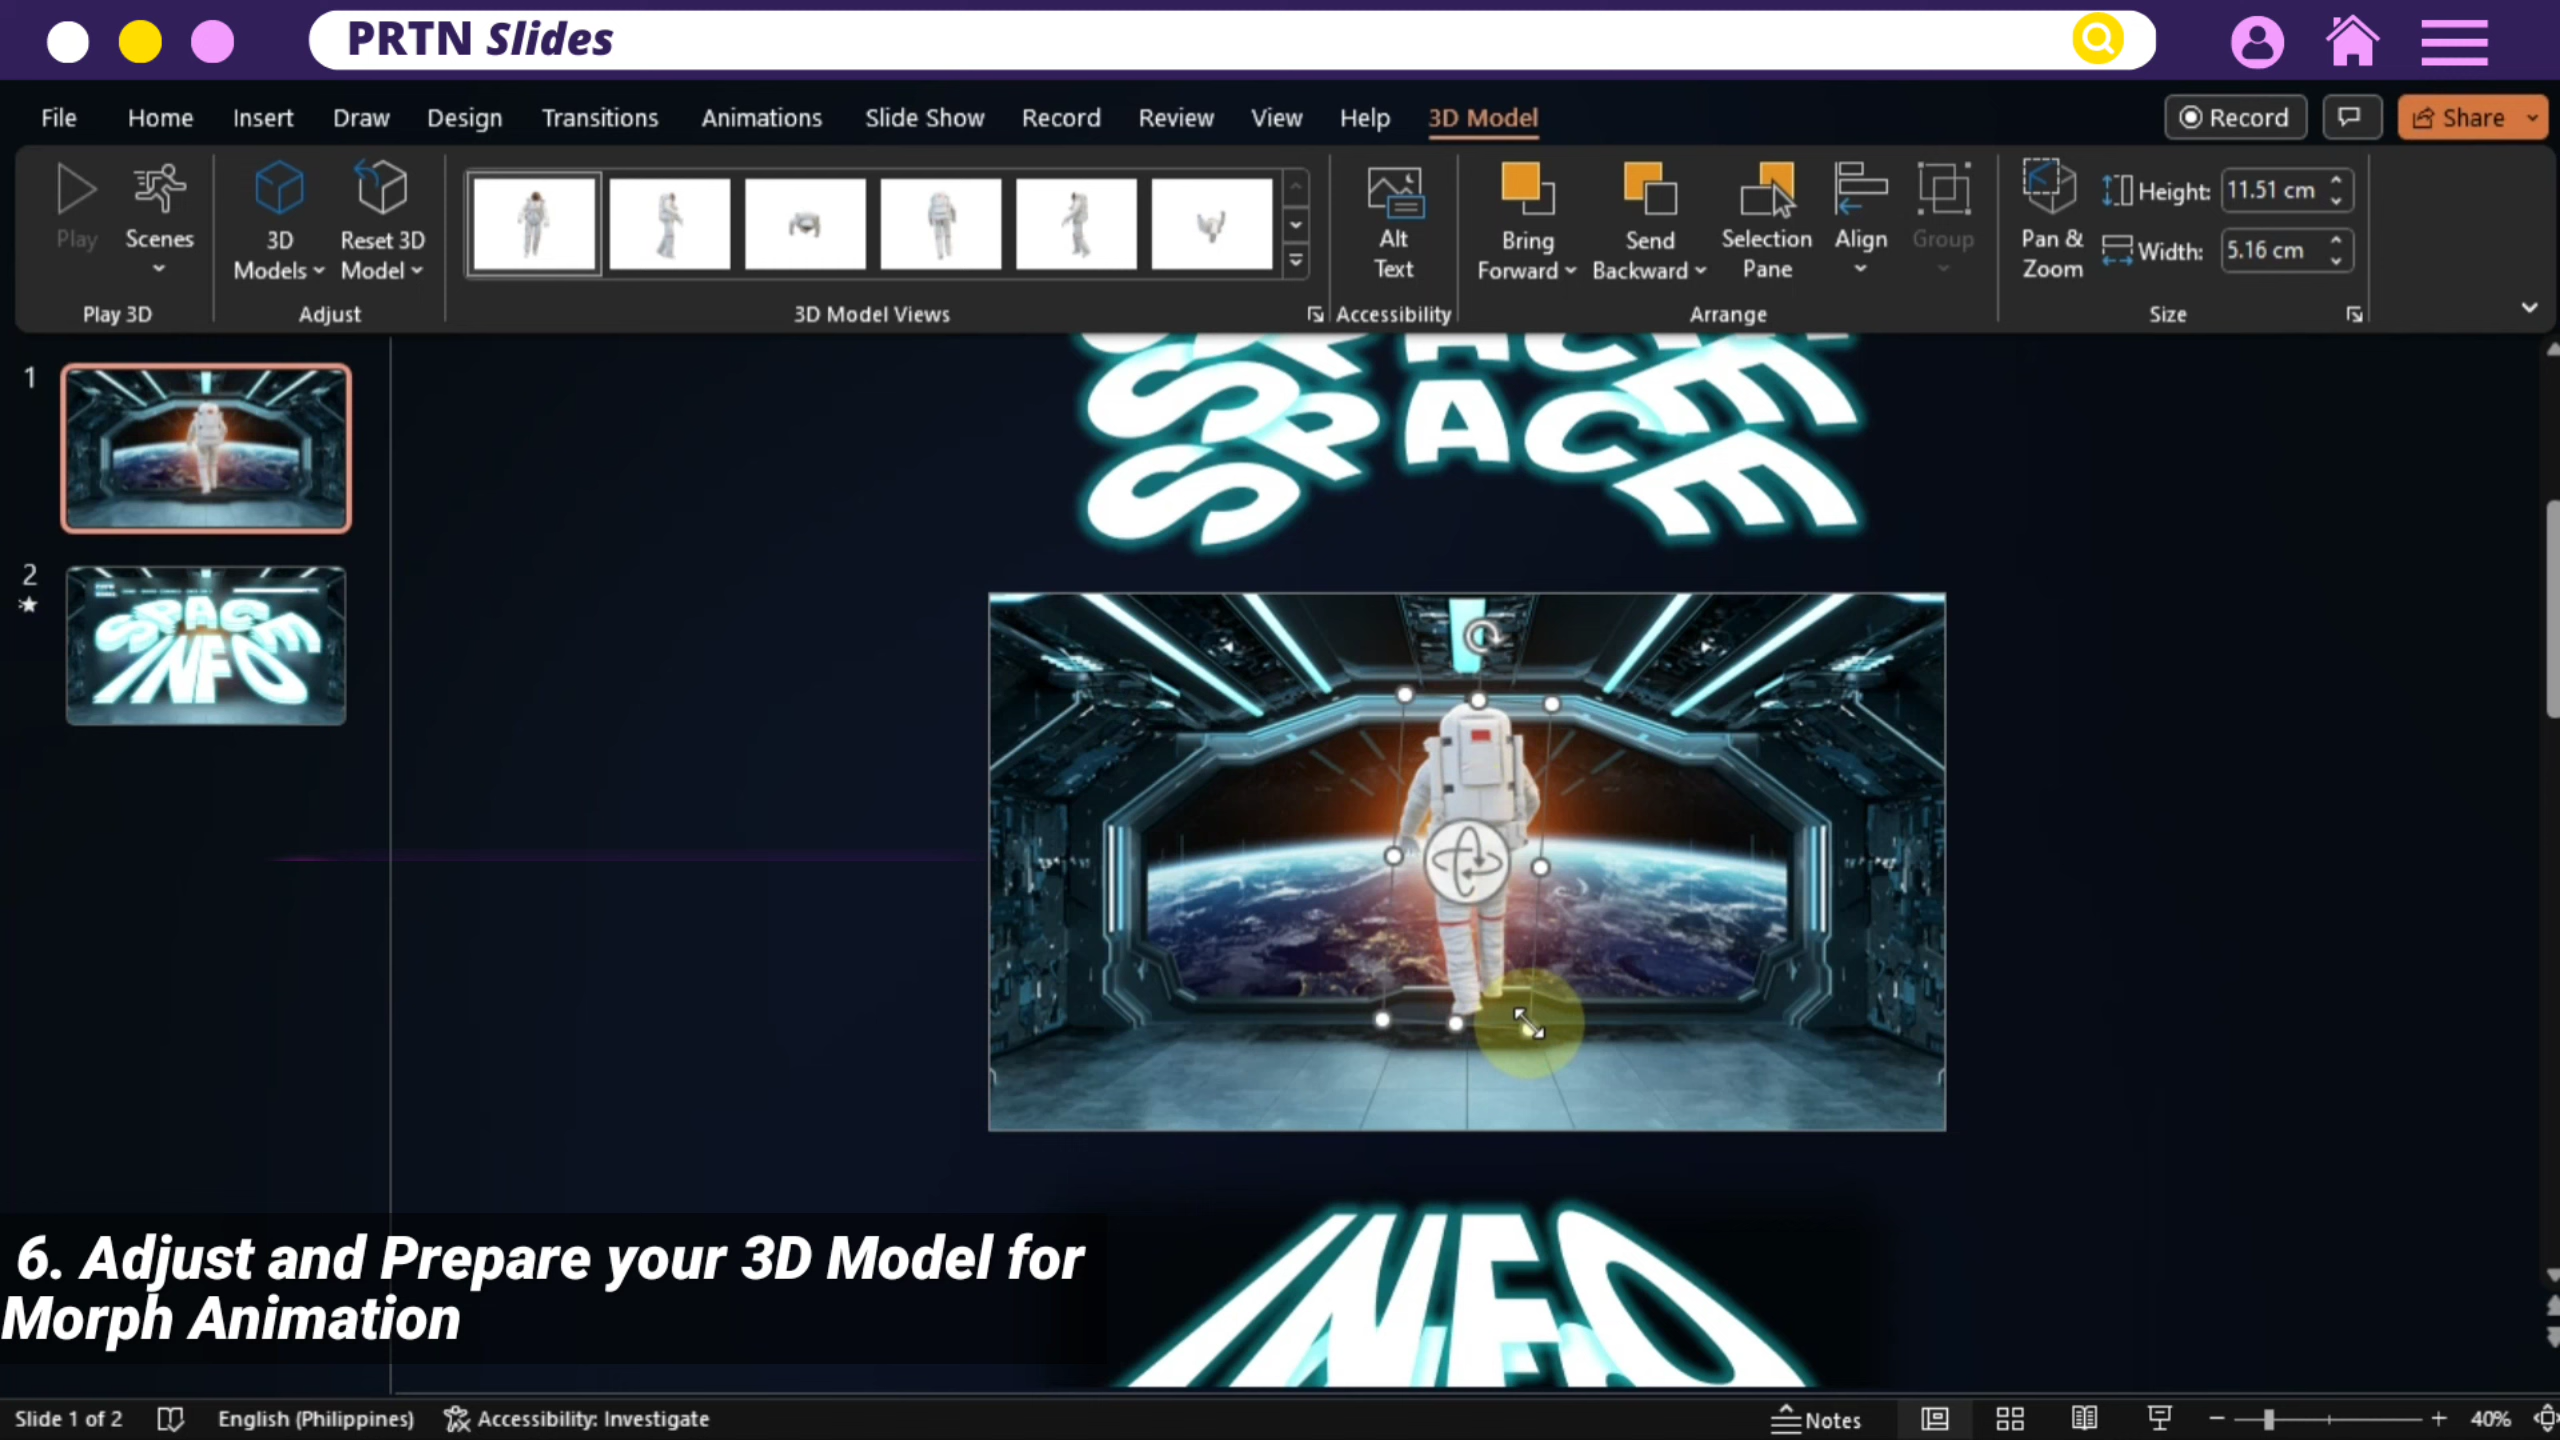 PRTN Slides
File Home Insert Draw Design Transitions Animations Slide Show Record Review View Help 3D Model
Record
Share
Play
Scenes
Play 3D
3D
Models
Reset 3D
Model
Adjust
3D Model Views
Alt
Text
Accessibility
Bring
Forward
Send
Backward
Selection
Pane
Align
Group
Arrange
Pan &
Zoom
Height: 11.51 cm
Width: 5.16 cm
Size
1
2
SPACE
INFO
SPACE
SPACE
INFO
6. Adjust and Prepare your 3D Model for
Morph Animation
Slide 1 of 2 English (Philippines) Accessibility: Investigate Notes 40%